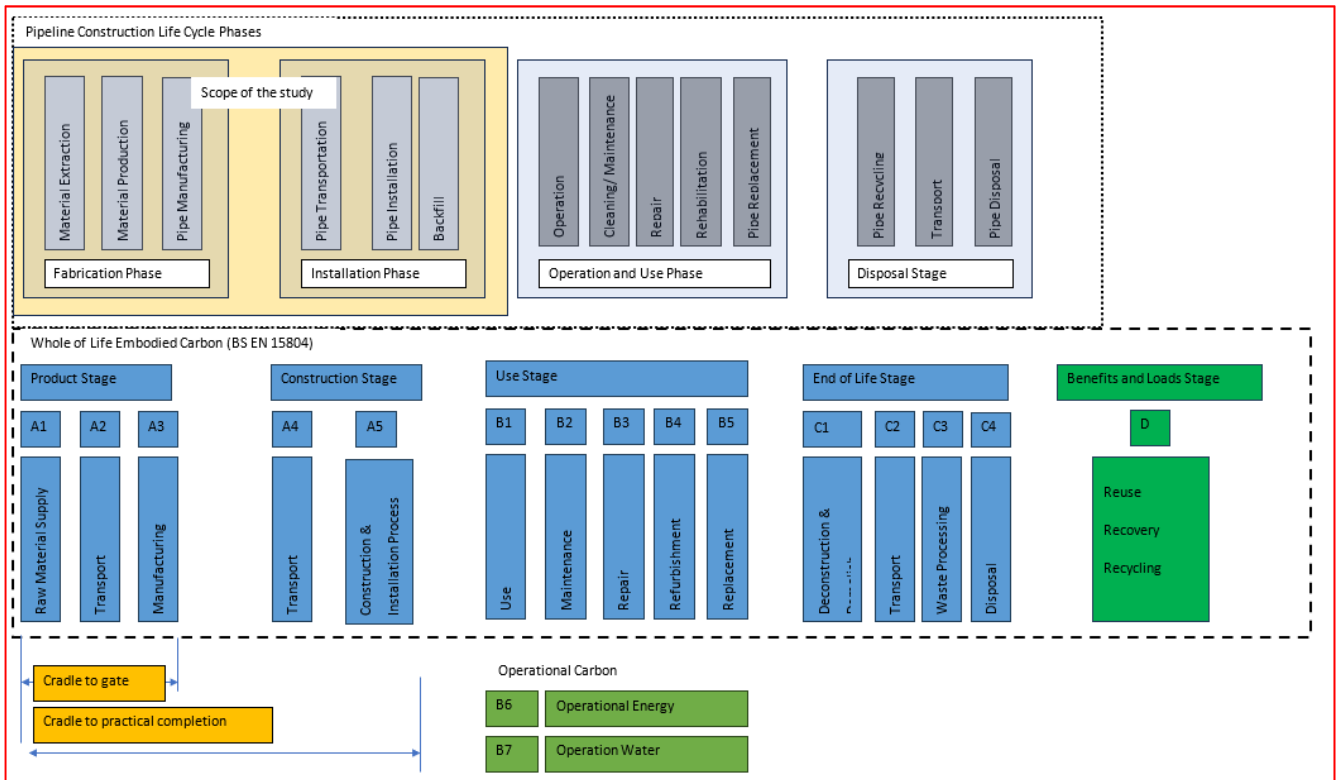 Pipeline Construction Life Cycle Phases
Scope of the study
Material Extraction
Material Production
Pipe Manufacturing
Fabrication Phase
Pipe Transportation
Pipe Installation
Backfill
Installation Phase
Operation
Cleaning/ Maintenance
Repair
Rehabilitation
Pipe Replacement
Operation and Use Phase
Pipe Recycling
Transport
Pipe Disposal
Disposal Stage
Whole of Life Embodied Carbon (BS EN 15804)
Product Stage
A1
A2
A3
Raw Material Supply
Transport
Manufacturing
Construction Stage
A4
A5
Transport
Construction &
Installation Process
Use Stage
B1
B2
B3
B4
B5
Use
Maintenance
Repair
Refurbishment
Replacement
End of Life Stage
C1
C2
C3
C4
Deconstruction &
Transport
Waste Processing
Disposal
Benefits and Loads Stage
D
Reuse
Recovery
Recycling
Cradle to gate
Cradle to practical completion
Operational Carbon
B6
Operational Energy
B7
Operation Water